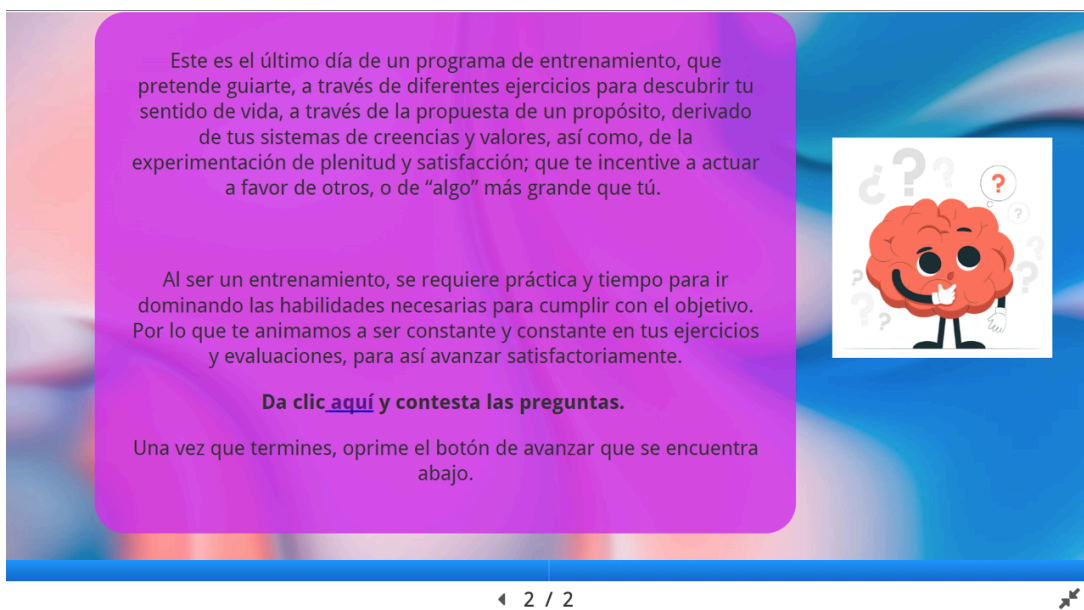 Este es el último día de un programa de entrenamiento, que
pretende guiarte, a través de diferentes ejercicios para descubrir tu
sentido de vida, a través de la propuesta de un propósito, derivado
de tus sistemas de creencias y valores, así como, de la
experimentación de plenitud y satisfacción; que te incentive a actuar
a favor de otros, o de “algo” más grande que tú.
Al ser un entrenamiento, se requiere práctica y tiempo para ir
dominando las habilidades necesarias para cumplir con el objetivo.
Por lo que te animamos a ser constante y constante en tus ejercicios
y evaluaciones, para así avanzar satisfactoriamente.
Da clic aquí y contesta las preguntas.
Una vez que termines, oprime el botón de avanzar que se encuentra
abajo.
2 / 2